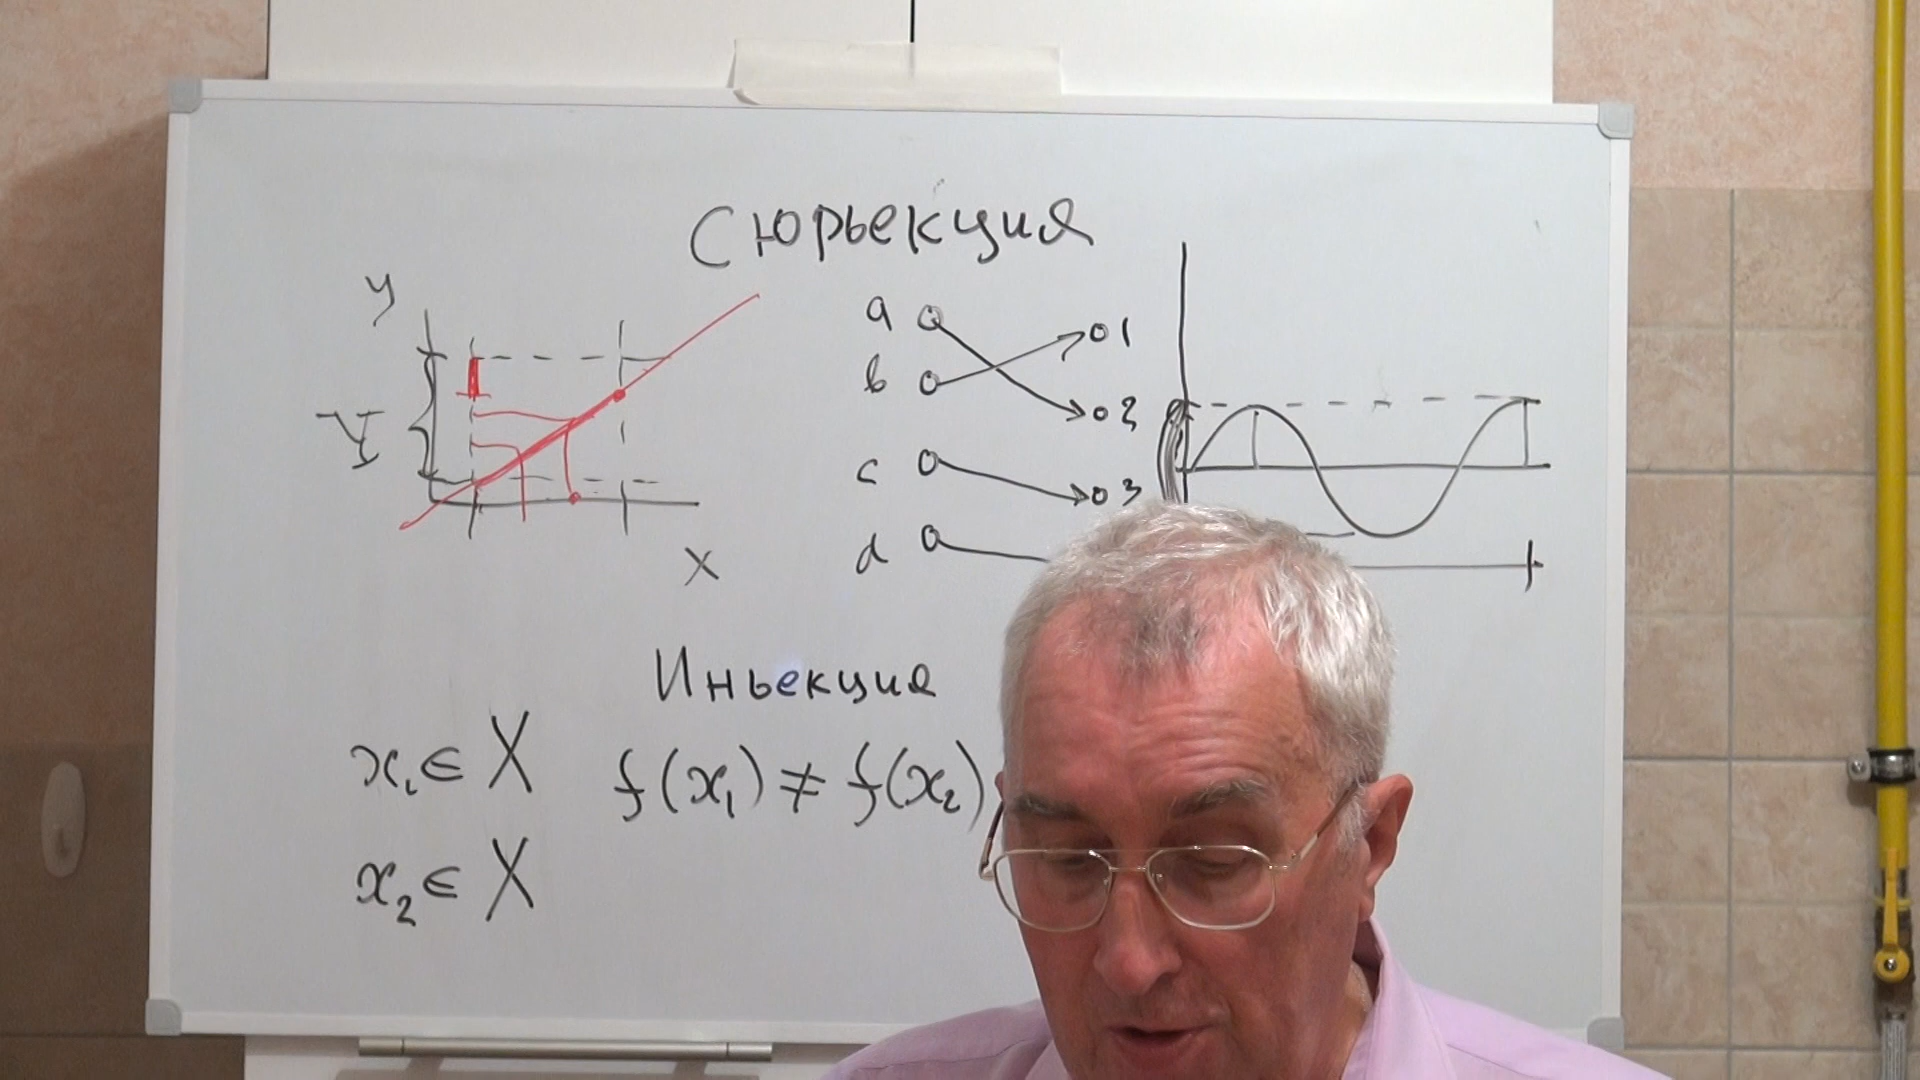 Сюрьекция
y
Y
x
a
b
c
d
1
2
3
Иньекция
x₁ ∈ X f(x₁) ≠ f(x₂)
x₂ ∈ X